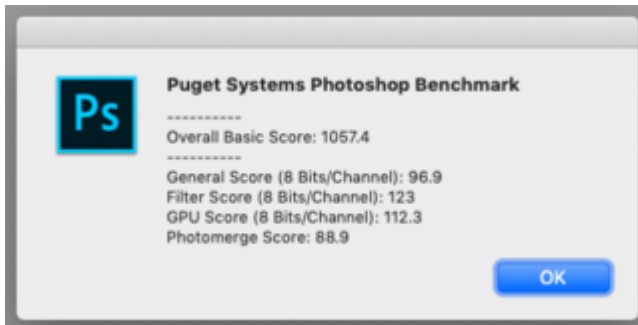 Ps
Puget Systems Photoshop Benchmark
----------
Overall Basic Score: 1057.4
----------
General Score (8 Bits/Channel): 96.9
Filter Score (8 Bits/Channel): 123
GPU Score (8 Bits/Channel): 112.3
Photomerge Score: 88.9
OK